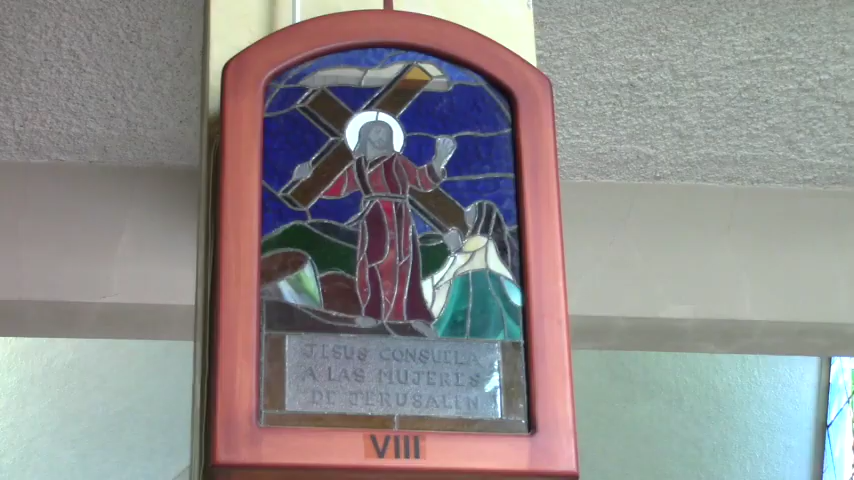 JESUS CONSUELA
A LAS MUJERES
DE JERUSALEN
VIII